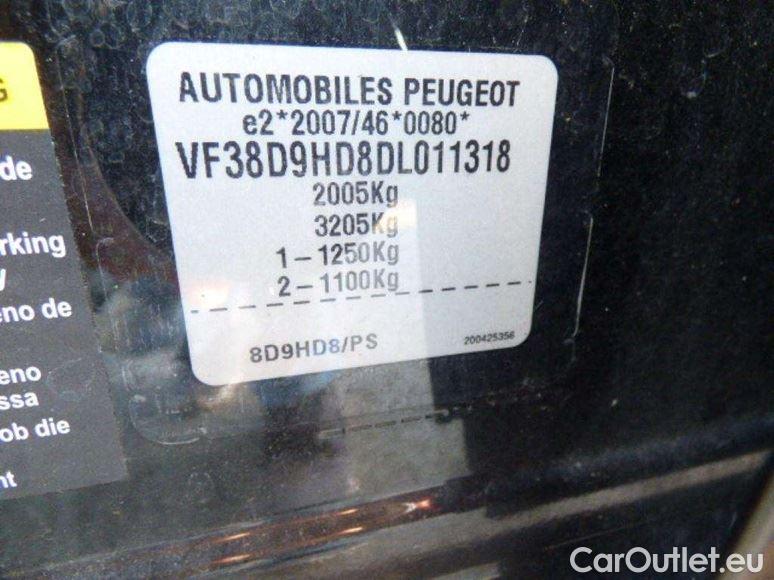 AUTOMOBILES PEUGEOT
e2*2007/46*0080*
VF38D9HD8DL011318
2005Kg
3205Kg
1-1250Kg
2-1100Kg
8D9HD8/PS
200425356
G
de
rking
y
eno de
eno
ssa
ob die
nt
CarOutlet.eu